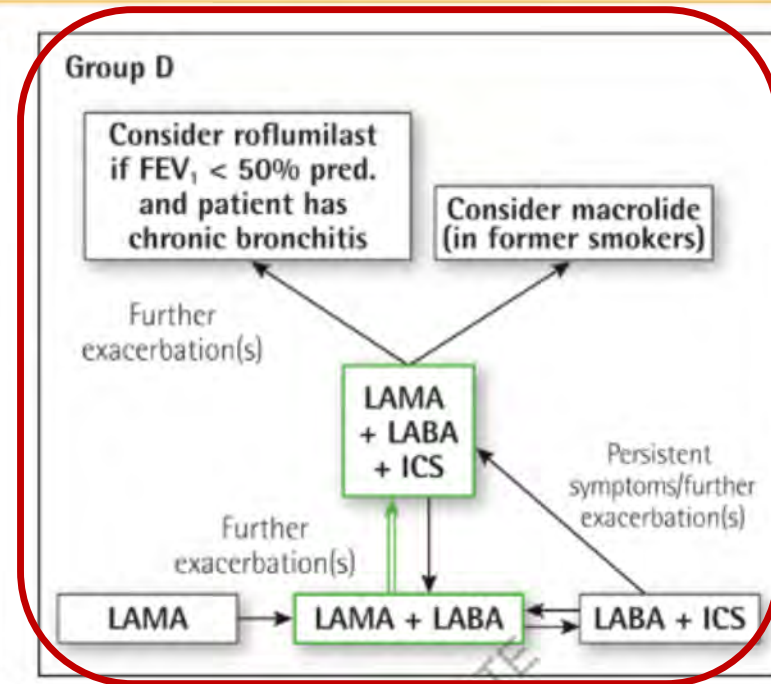 Group D
Consider roflumilast
if FEV₁ < 50% pred.
and patient has
chronic bronchitis
Consider macrolide
(in former smokers)
Further
exacerbation(s)
LAMA
+ LABA
+ ICS
Persistent
symptoms/further
exacerbation(s)
Further
exacerbation(s)
LAMA
LAMA + LABA
LABA + ICS